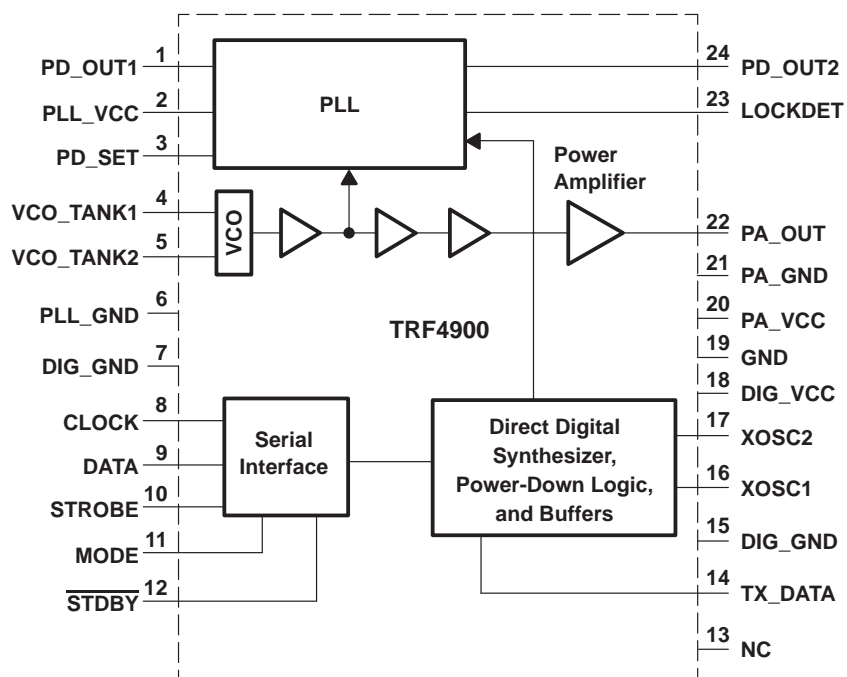 1
PD_OUT1
2
PLL_VCC
3
PD_SET
4
VCO_TANK1
5
VCO_TANK2
6
PLL_GND
7
DIG_GND
8
CLOCK
9
DATA
10
STROBE
11
MODE
12
STDBY
PLL
VCO
Power
Amplifier
TRF4900
Serial
Interface
Direct Digital
Synthesizer,
Power-Down Logic,
and Buffers
24
PD_OUT2
23
LOCKDET
22
PA_OUT
21
PA_GND
20
PA_VCC
19
GND
18
DIG_VCC
17
XOSC2
16
XOSC1
15
DIG_GND
14
TX_DATA
13
NC